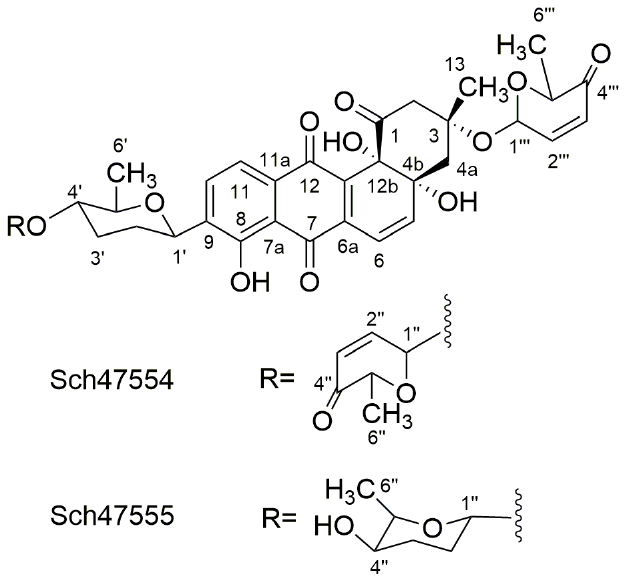 6'''
H₃C
O
13
CH₃
O
4'''
O
3
1
O
1'''
2'''
O
HO
4b
4a
12b
OH
6'
CH₃
11a
12
4'
O
11
RO
8
7
6a
6
9
7a
3'
1'
OH
O
2''
1''
Sch47554
R=
4''
O
O
CH₃
6''
6''
H₃C
1''
Sch47555
R=
HO
O
4''